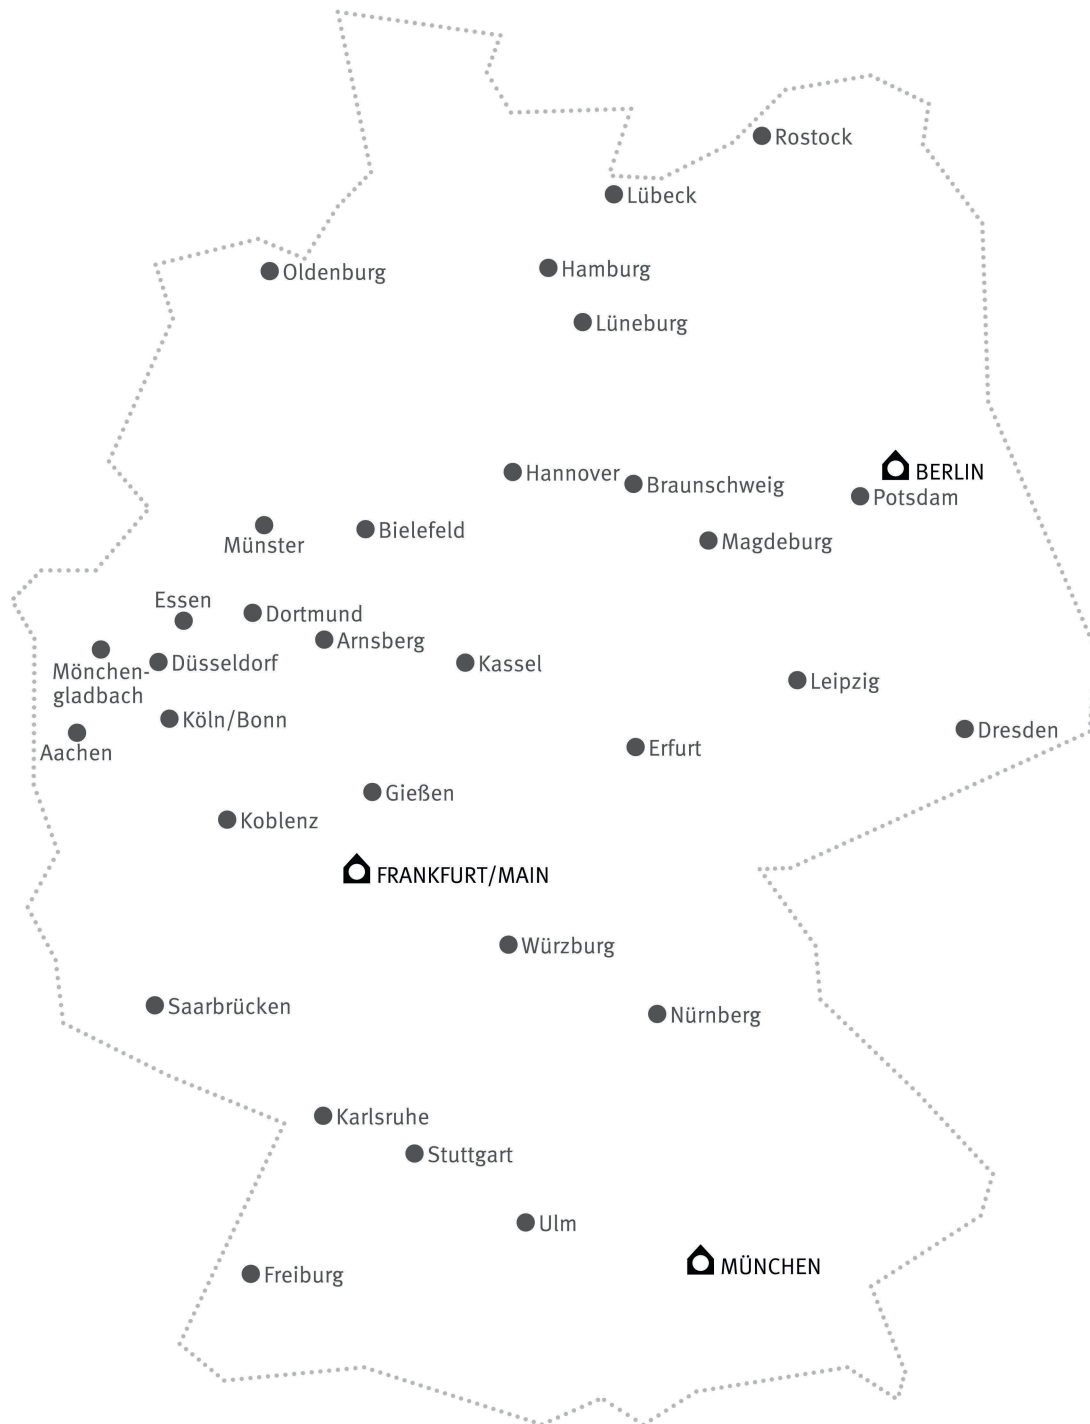 Rostock
Lübeck
Oldenburg
Hamburg
Lüneburg
Hannover
BERLIN
Braunschweig
Potsdam
Bielefeld
Magdeburg
Münster
Essen
Dortmund
Arnsberg
Düsseldorf
Kassel
Mönchen-
gladbach
Leipzig
Köln/Bonn
Dresden
Erfurt
Aachen
Gießen
Koblenz
FRANKFURT/MAIN
Würzburg
Saarbrücken
Nürnberg
Karlsruhe
Stuttgart
Ulm
MÜNCHEN
Freiburg